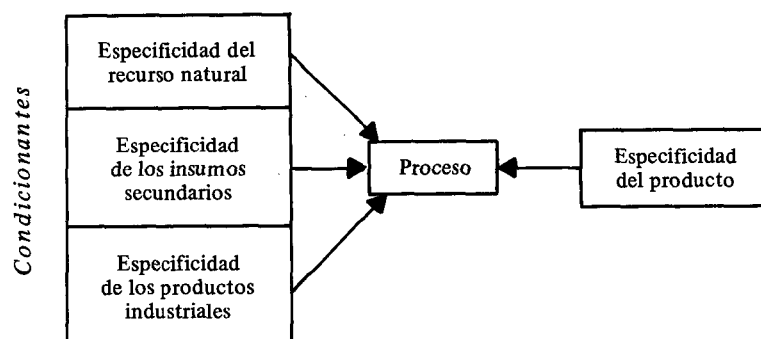 Condicionantes
Especificidad del
recurso natural
Especificidad
de los insumos
secundarios
Especificidad
de los productos
industriales
Proceso
Especificidad
del producto